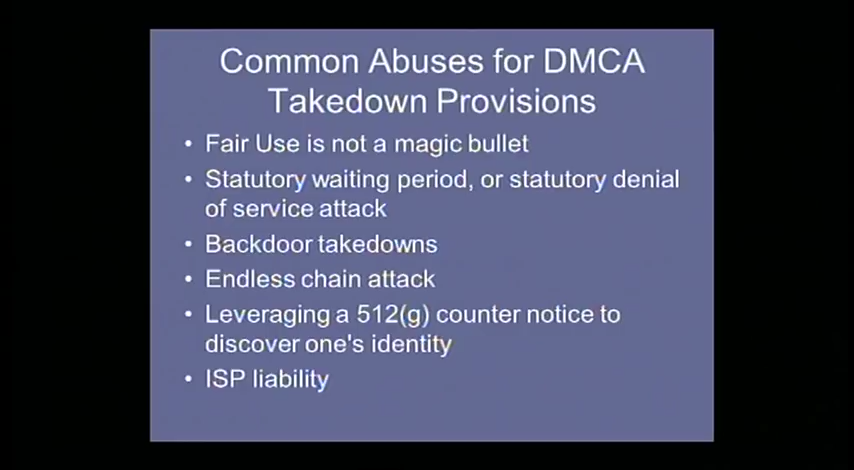 Common Abuses for DMCA
Takedown Provisions
• Fair Use is not a magic bullet
• Statutory waiting period, or statutory denial
of service attack
• Backdoor takedowns
• Endless chain attack
• Leveraging a 512(g) counter notice to
discover one's identity
• ISP liability